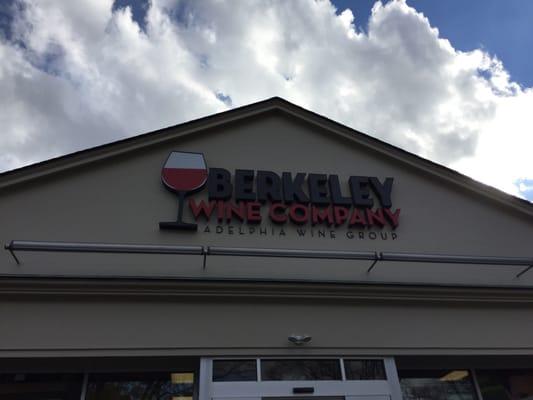 BERKELEY
WINE COMPANY
ADELPHIA WINE GROUP